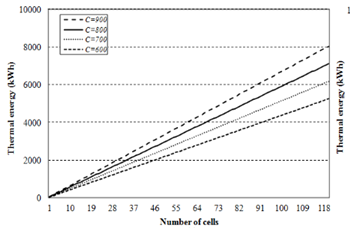 10000
8000
6000
4000
2000
0
Thermal energy (kWh)
C=900
C=800
C=700
C=600
1 10 19 28 37 46 55 64 73 82 91 100 109 118
Number of cells
1
Thermal energy (kWh)